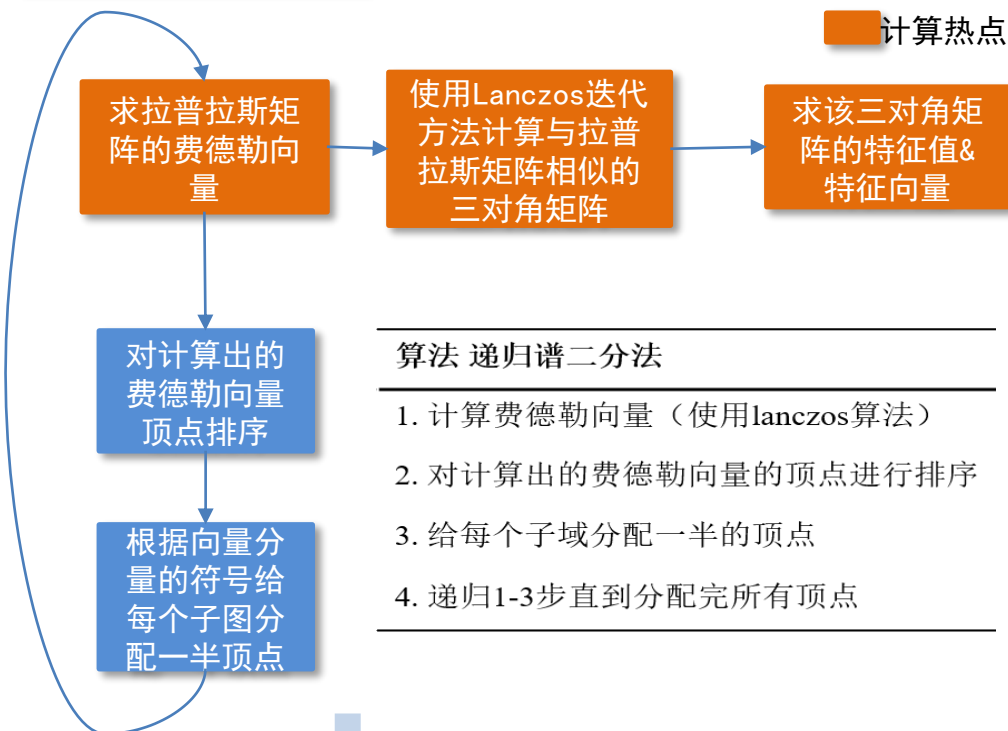 计算热点
求拉普拉斯矩
阵的费德勒向
量
使用Lanczos迭代
方法计算与拉普
拉斯矩阵相似的
三对角矩阵
求该三对角矩
阵的特征值&
特征向量
对计算出的
费德勒向量
顶点排序
根据向量分
量的符号给
每个子图分
配一半顶点
算法 递归谱二分法
1. 计算费德勒向量（使用lanczos算法）
2. 对计算出的费德勒向量的顶点进行排序
3. 给每个子域分配一半的顶点
4. 递归1-3步直到分配完所有顶点